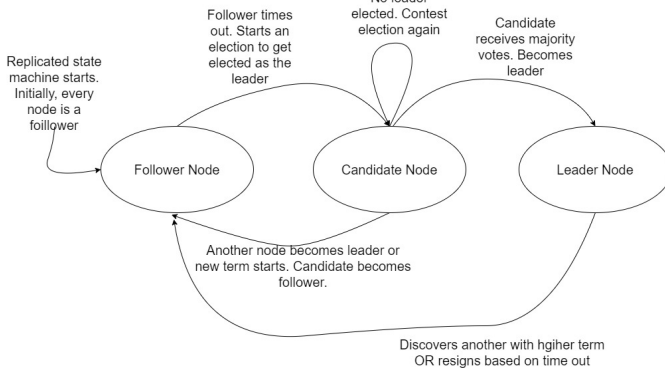 Replicated state
machine starts.
Initially, every
node is a
foillower
Follower times
out. Starts an
election to get
elected as the
leader
No leader
elected. Contest
election again
Candidate
receives majority
votes. Becomes
leader
Follower Node
Candidate Node
Leader Node
Another node becomes leader or
new term starts. Candidate becomes
follower.
Discovers another with hgiher term
OR resigns based on time out